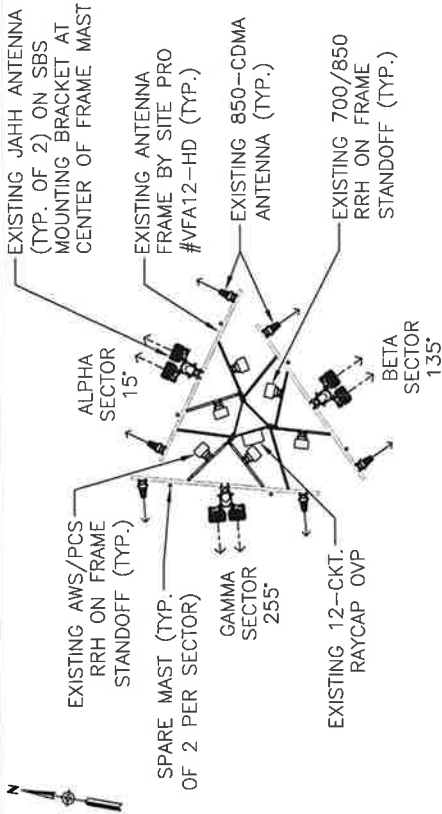 N
EXISTING JAHH ANTENNA
(TYP. OF 2) ON SBS
MOUNTING BRACKET AT
CENTER OF FRAME MAST
EXISTING ANTENNA
FRAME BY SITE PRO
#VFA12-HD (TYP.)
EXISTING 850-CDMA
ANTENNA (TYP.)
EXISTING 700/850
RRH ON FRAME
STANDOFF (TYP.)
ALPHA
SECTOR
15°
BETA
SECTOR
135°
EXISTING AWS/PCS
RRH ON FRAME
STANDOFF (TYP.)
SPARE MAST (TYP.
OF 2 PER SECTOR)
GAMMA
SECTOR
255°
EXISTING 12-CKT.
RAYCAP OVP